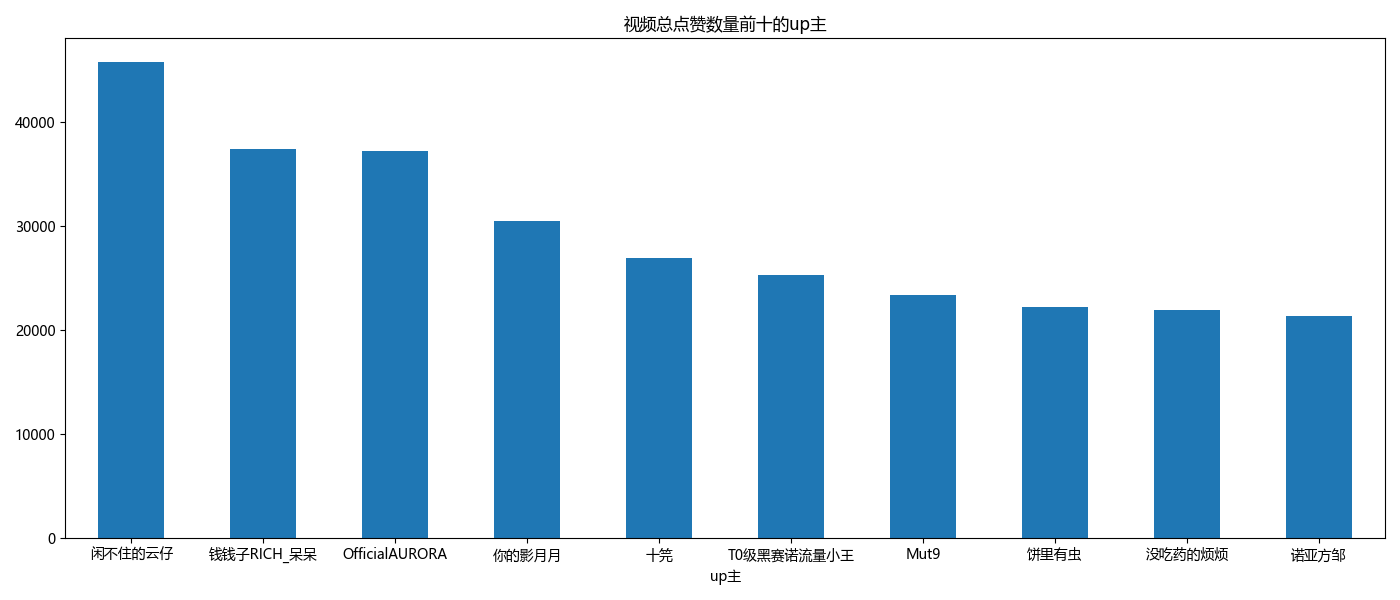 视频总点赞数量前十的up主
40000
30000
20000
10000
0
闲不住的云仔 钱钱子RICH_呆呆 OfficialAURORA 你的影月月 十笎 T0级黑赛诺流量小王 Mut9 饼里有虫 没吃药的烦烦 诺亚方邹
up主